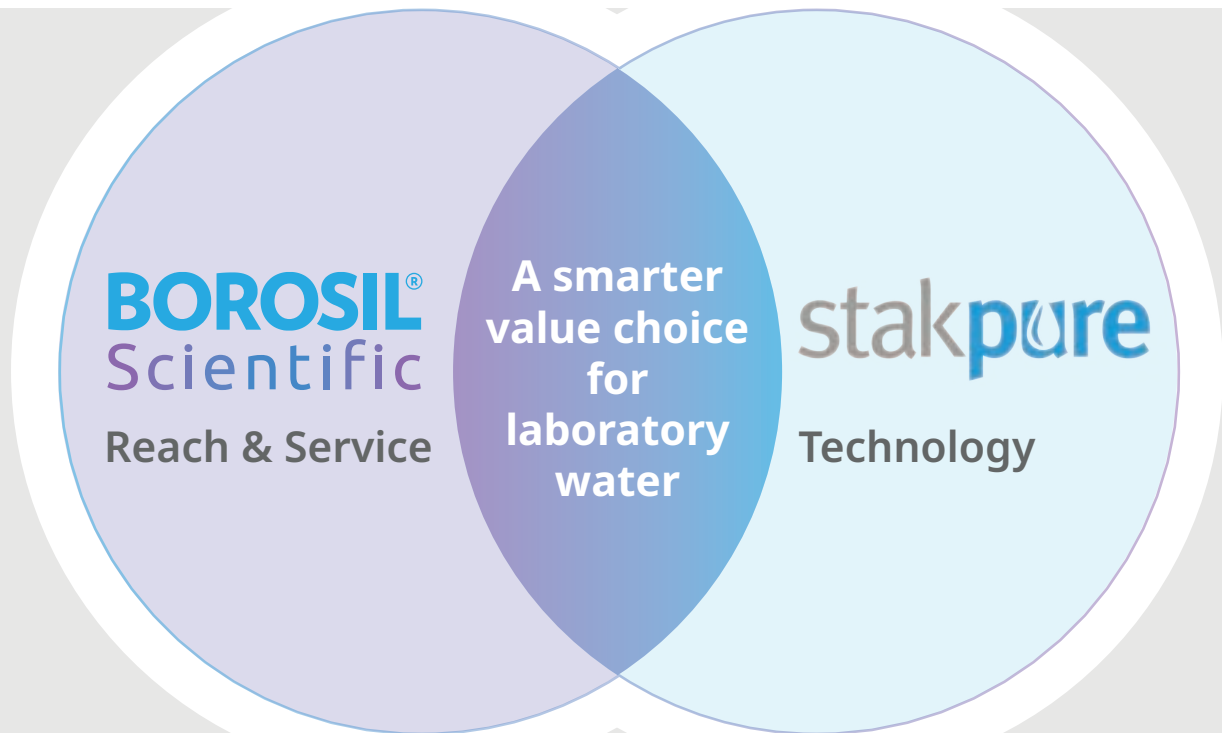 BOROSIL®
Scientific
Reach & Service
A smarter
value choice
for
laboratory
water
stakpure
Technology